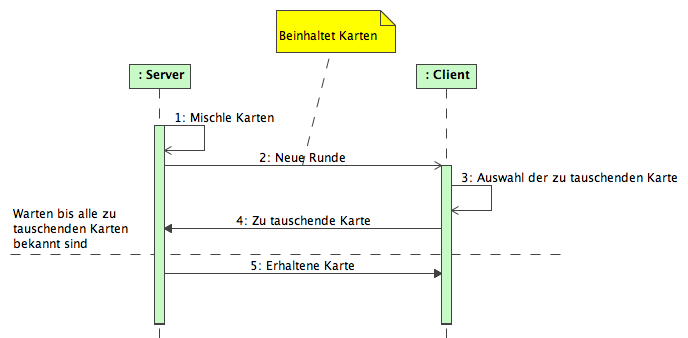 Beinhaltet Karten
: Server
: Client
1: Mischle Karten
2: Neue Runde
3: Auswahl der zu tauschenden Karte
4: Zu tauschende Karte
Warten bis alle zu
tauschenden Karten
bekannt sind
5: Erhaltene Karte